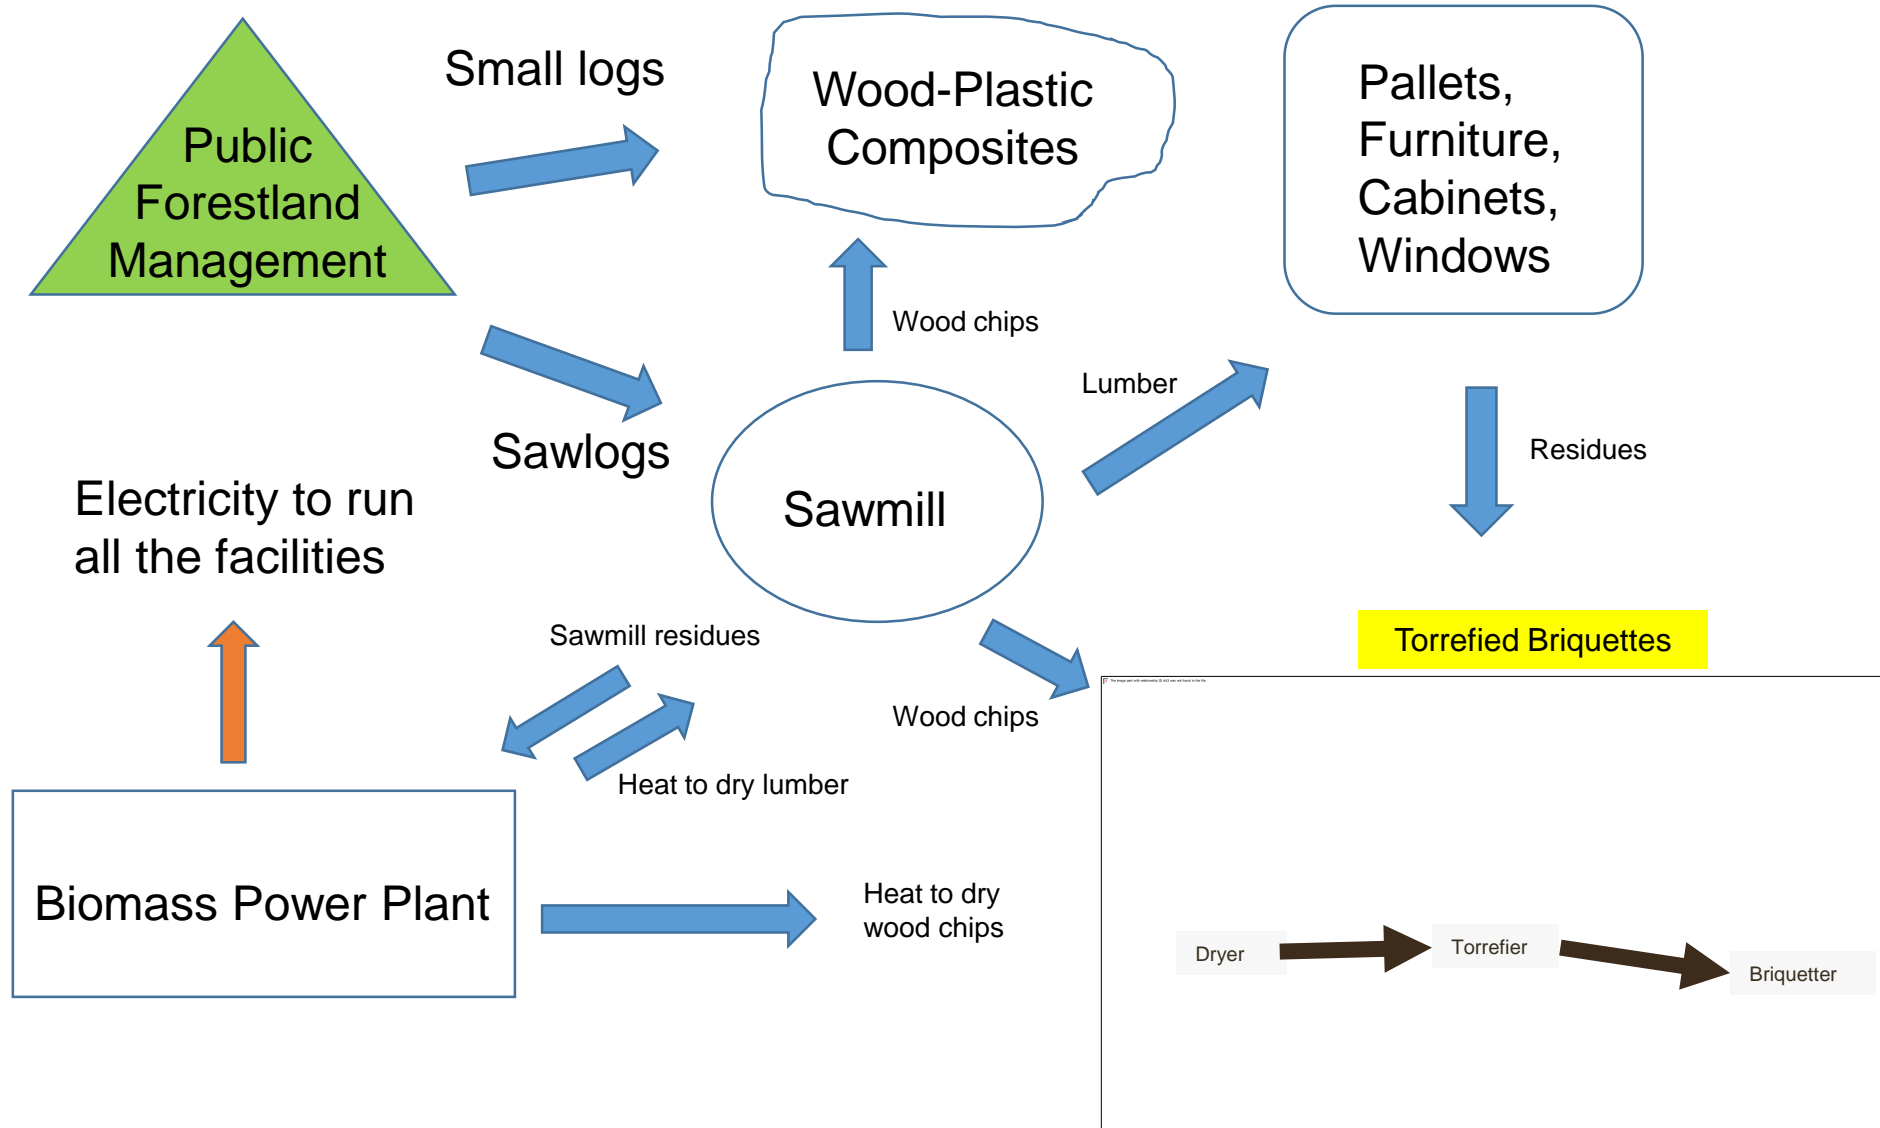 Small logs
Public
Forestland
Management
Wood-Plastic
Composites
Pallets,
Furniture,
Cabinets,
Windows
Wood chips
Lumber
Sawlogs
Sawmill
Residues
Electricity to run
all the facilities
Sawmill residues
Torrefied Briquettes
Wood chips
Heat to dry lumber
Biomass Power Plant
Heat to dry
wood chips
Dryer
Torrefier
Briquetter